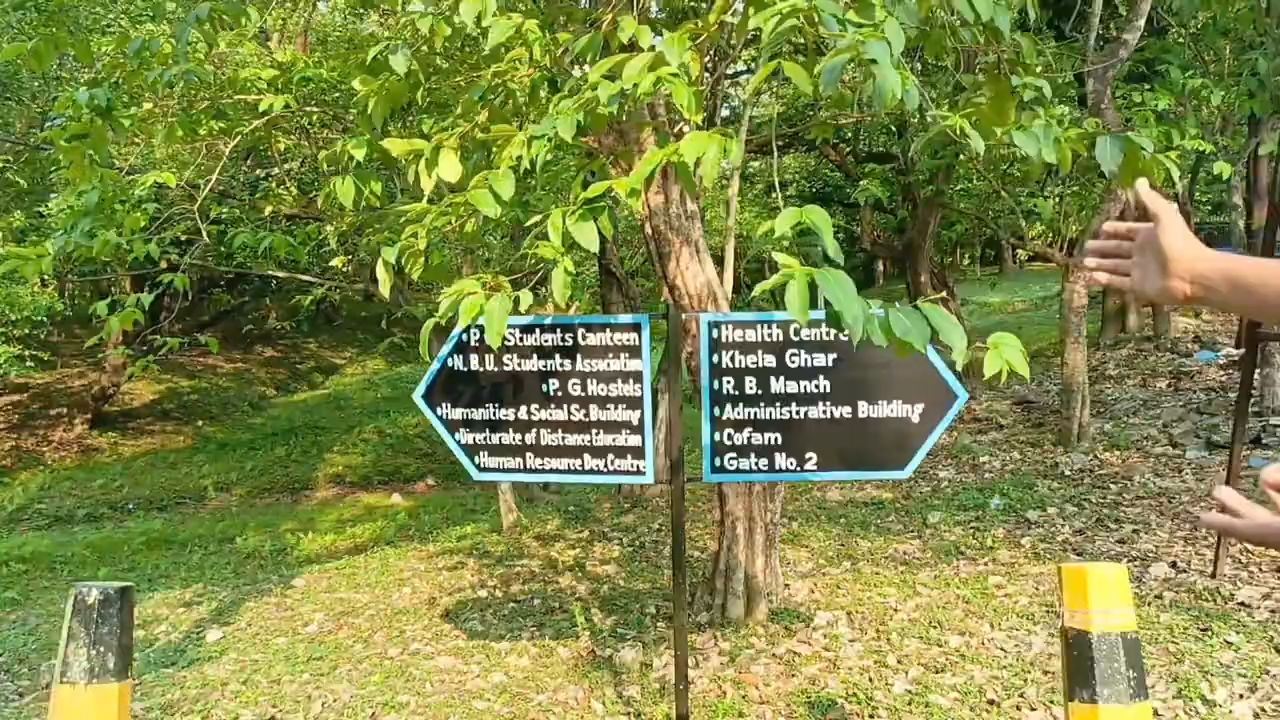 • Students Canteen
•N.B.U. Students Association
•P. G. Hostels
•Humanities & Social Sc. Building
•Directorate of Distance Education
•Human Resource Dev. Centre
•Health Centre
•Khela Ghar
•R. B. Manch
•Administrative Building
•Cofam
•Gate No. 2